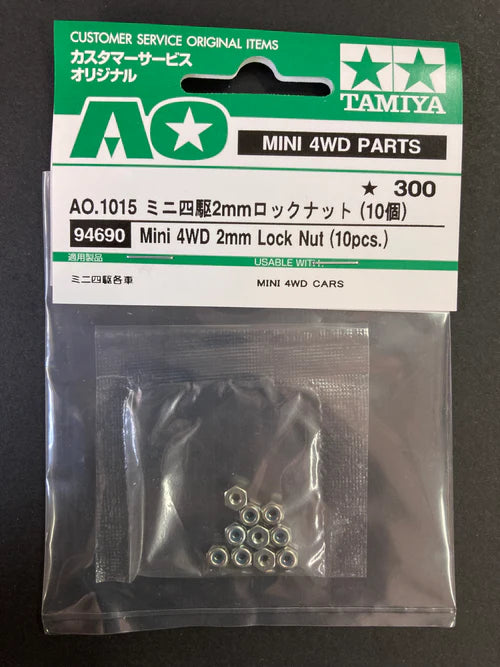 CUSTOMER SERVICE ORIGINAL ITEMS
カスタマーサービス
オリジナル
TAMIYA
AO
MINI 4WD PARTS
★ 300
AO.1015 ミニ四駆2mmロックナット (10個)
94690 Mini 4WD 2mm Lock Nut (10pcs.)
適用製品 USABLE WITH:
ミニ四駆各車 MINI 4WD CARS